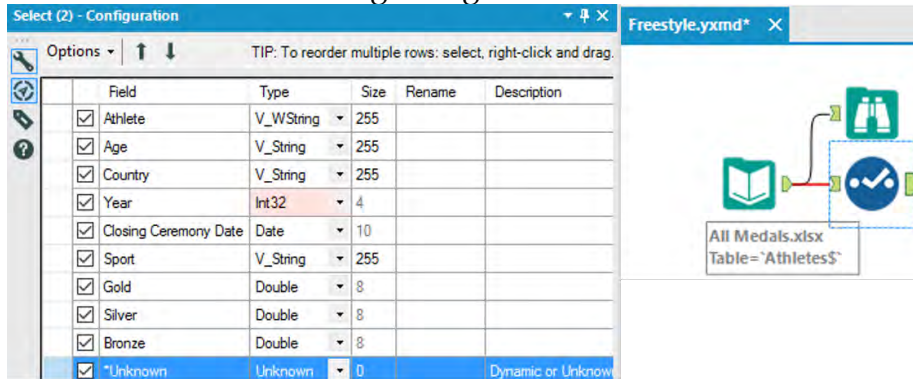 Select (2) - Configuration
Options
TIP: To reorder multiple rows: select, right-click and drag.
Field Type Size Rename Description
Athlete V_WString 255
Age V_String 255
Country V_String 255
Year Int32 4
Closing Ceremony Date Date 10
Sport V_String 255
Gold Double 8
Silver Double 8
Bronze Double 8
*Unknown Unknown 0 Dynamic or Unknow
Freestyle.yxmd* X
All Medals.xlsx
Table=`Athletes$`